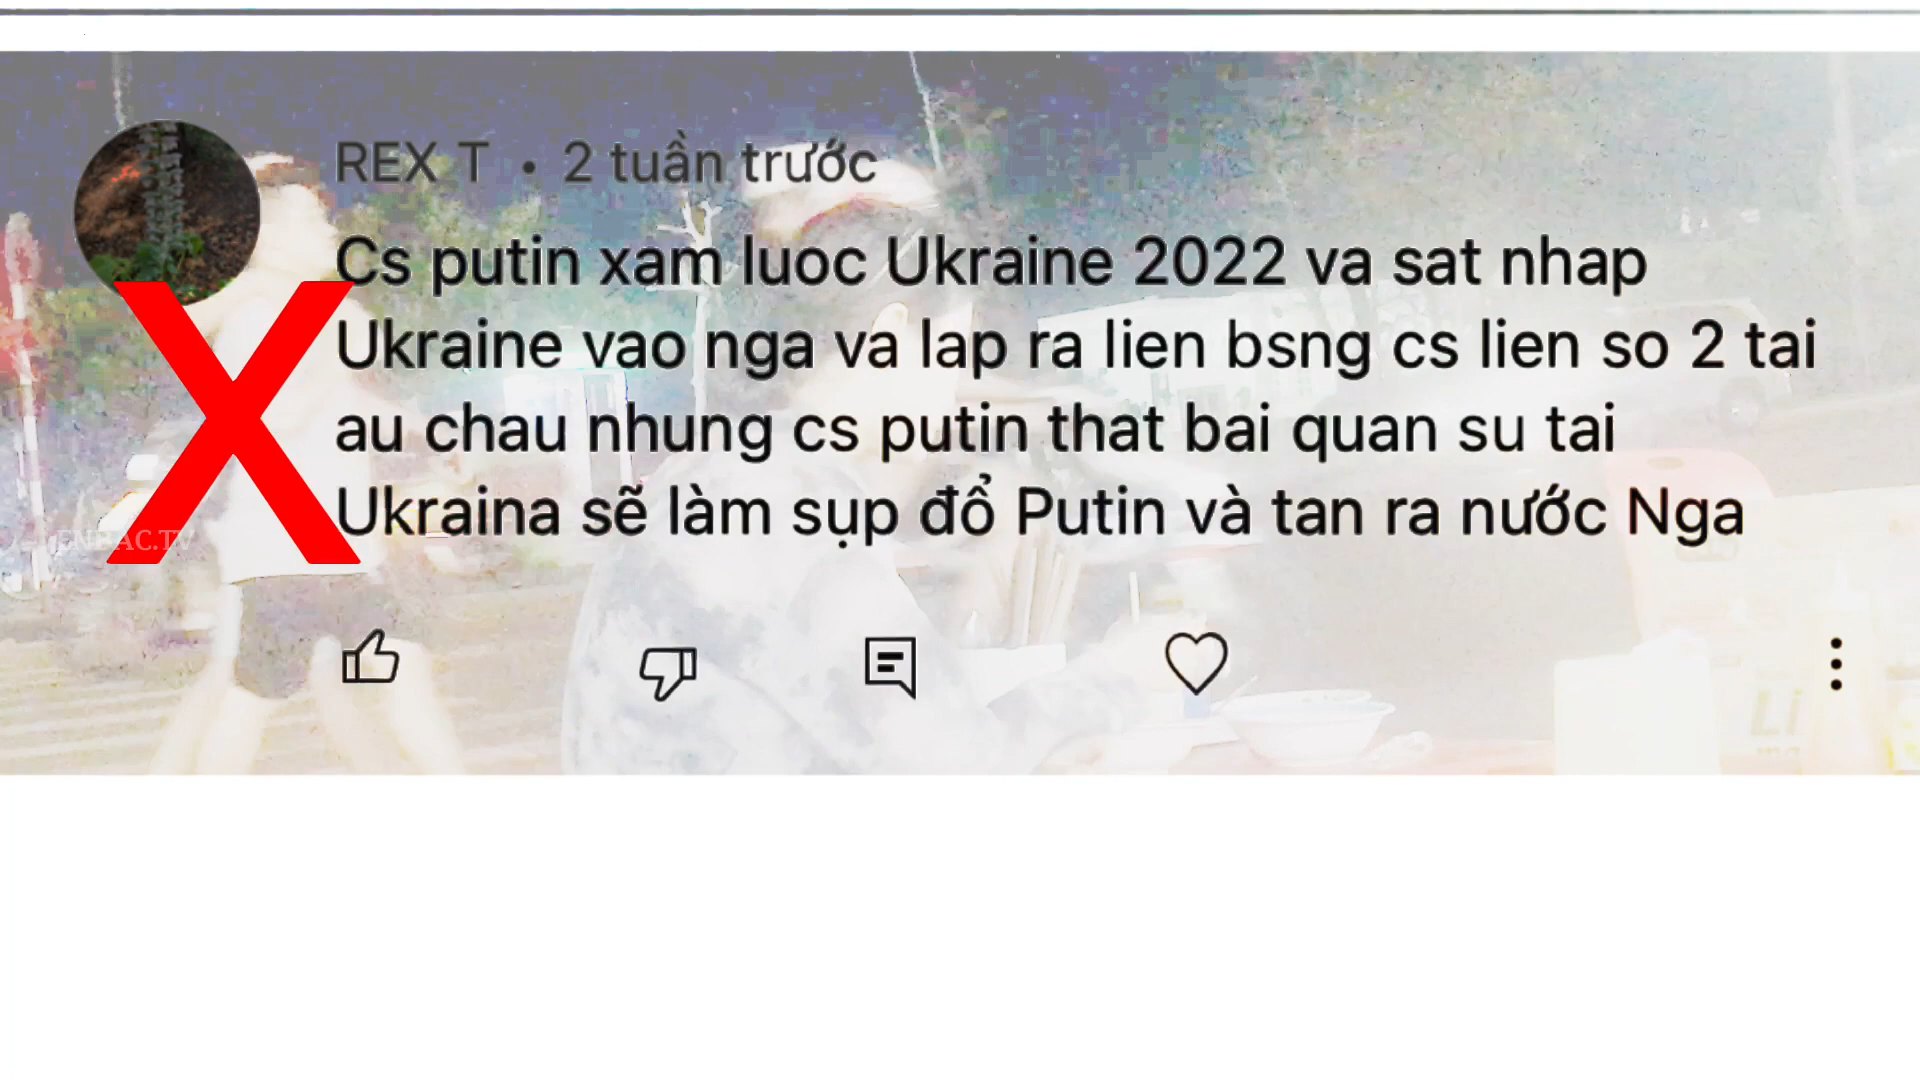 REX T • 2 tuần trước
Cs putin xam luoc Ukraine 2022 va sat nhap
Ukraine vao nga va lap ra lien bsng cs lien so 2 tai
au chau nhung cs putin that bai quan su tai
Ukraina sẽ làm sụp đổ Putin và tan ra nước Nga
X
Li